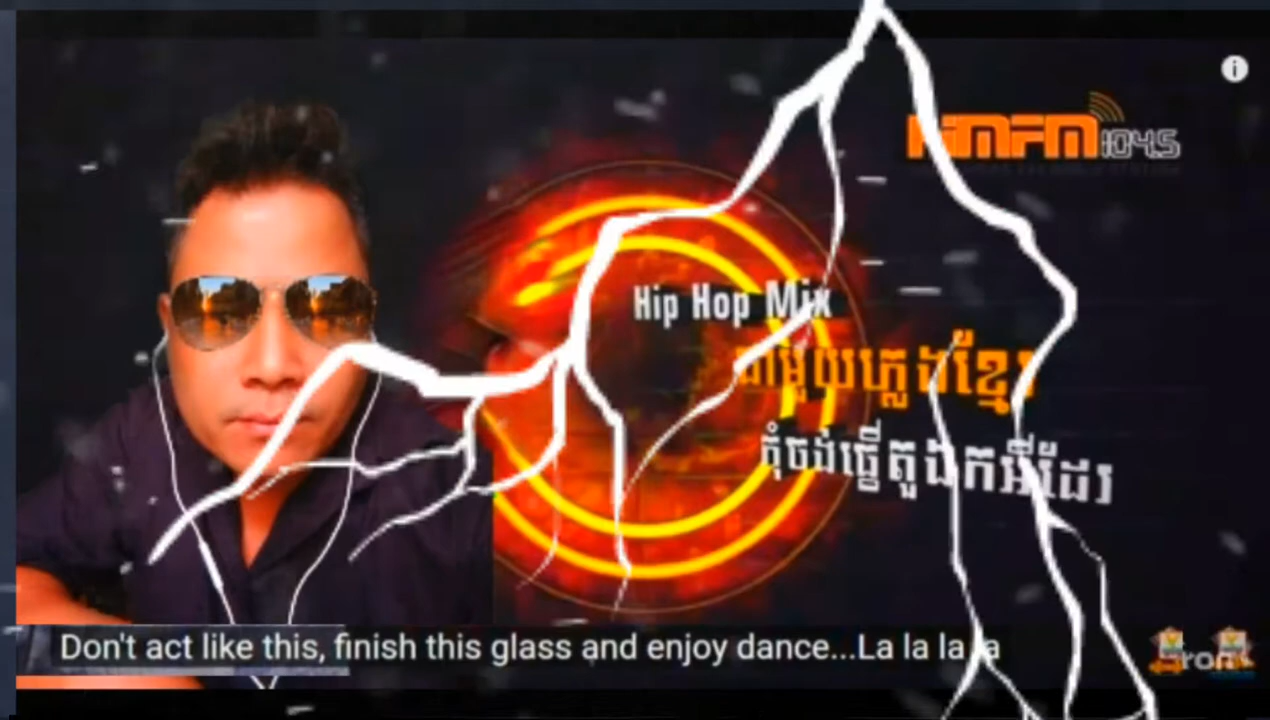 HIMFM 104.5
Hip Hop Mix
ជាមួយភ្លេងខ្មែរ
កុំចង់ធ្វើតួឯកអីដែរ
Don't act like this, finish this glass and enjoy dance...La la la la